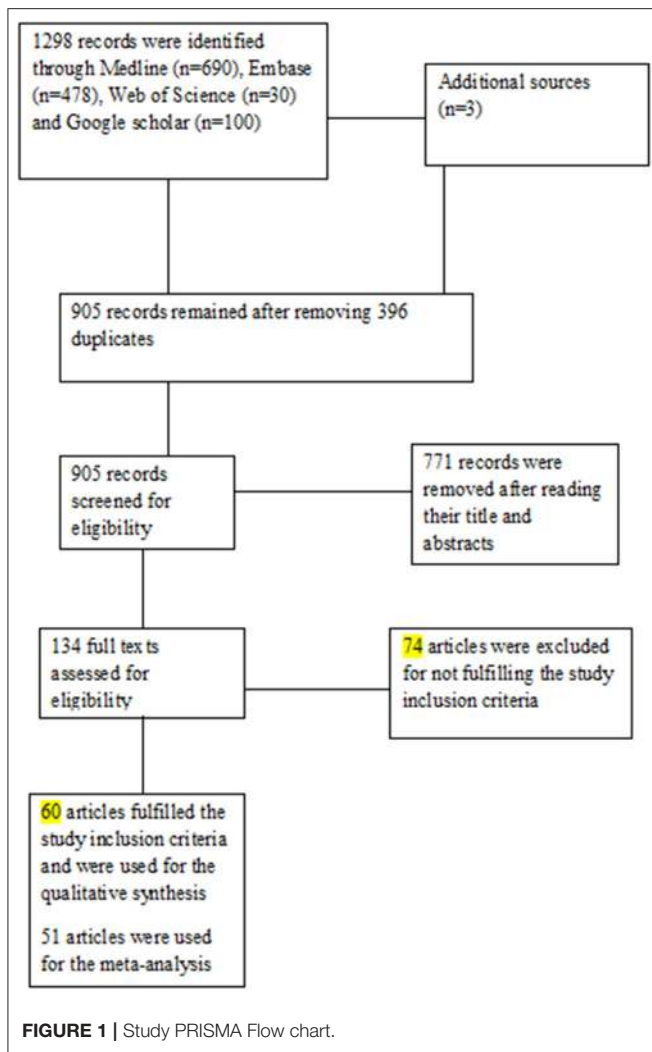 1298 records were identified
through Medline (n=690), Embase
(n=478), Web of Science (n=30)
and Google scholar (n=100)
Additional sources
(n=3)
905 records remained after removing 396
duplicates
905 records
screened for
eligibility
771 records were
removed after reading
their title and
abstracts
134 full texts
assessed for
eligibility
74 articles were excluded
for not fulfilling the study
inclusion criteria
60 articles fulfilled the
study inclusion criteria
and were used for the
qualitative synthesis
51 articles were used
for the meta-analysis
FIGURE 1 | Study PRISMA Flow chart.